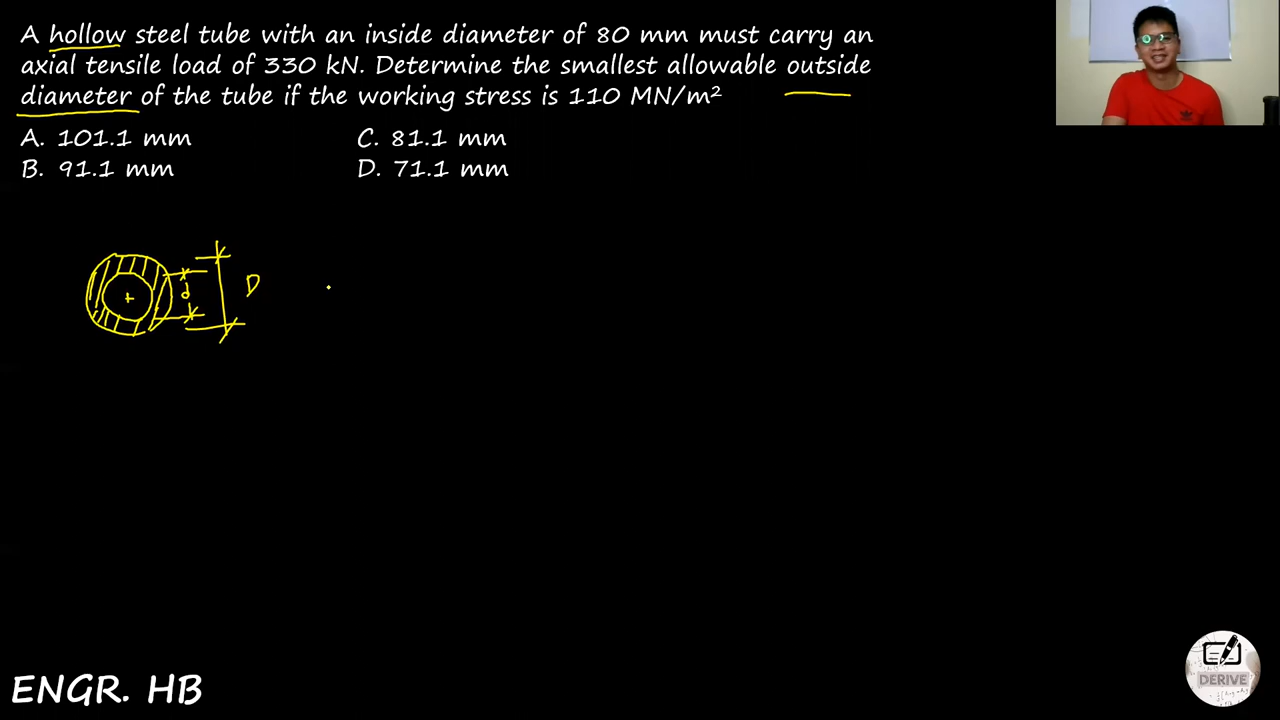 A hollow steel tube with an inside diameter of 80 mm must carry an
axial tensile load of 330 kN. Determine the smallest allowable outside
diameter of the tube if the working stress is 110 MN/m²
A. 101.1 mm
C. 81.1 mm
B. 91.1 mm
D. 71.1 mm
d
D
ENGR. HB
DERIVE